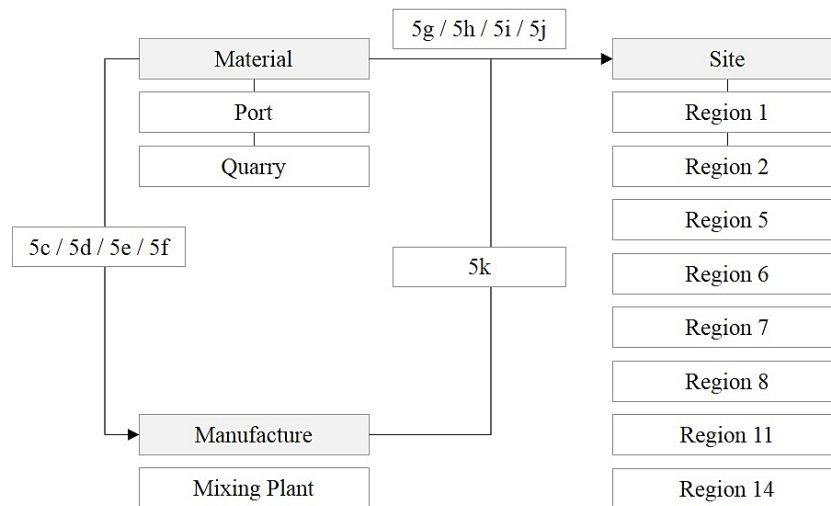 5g / 5h / 5i / 5j
Material
Site
Port
Region 1
Quarry
Region 2
Region 5
5c / 5d / 5e / 5f
5k
Region 6
Region 7
Region 8
Manufacture
Region 11
Mixing Plant
Region 14